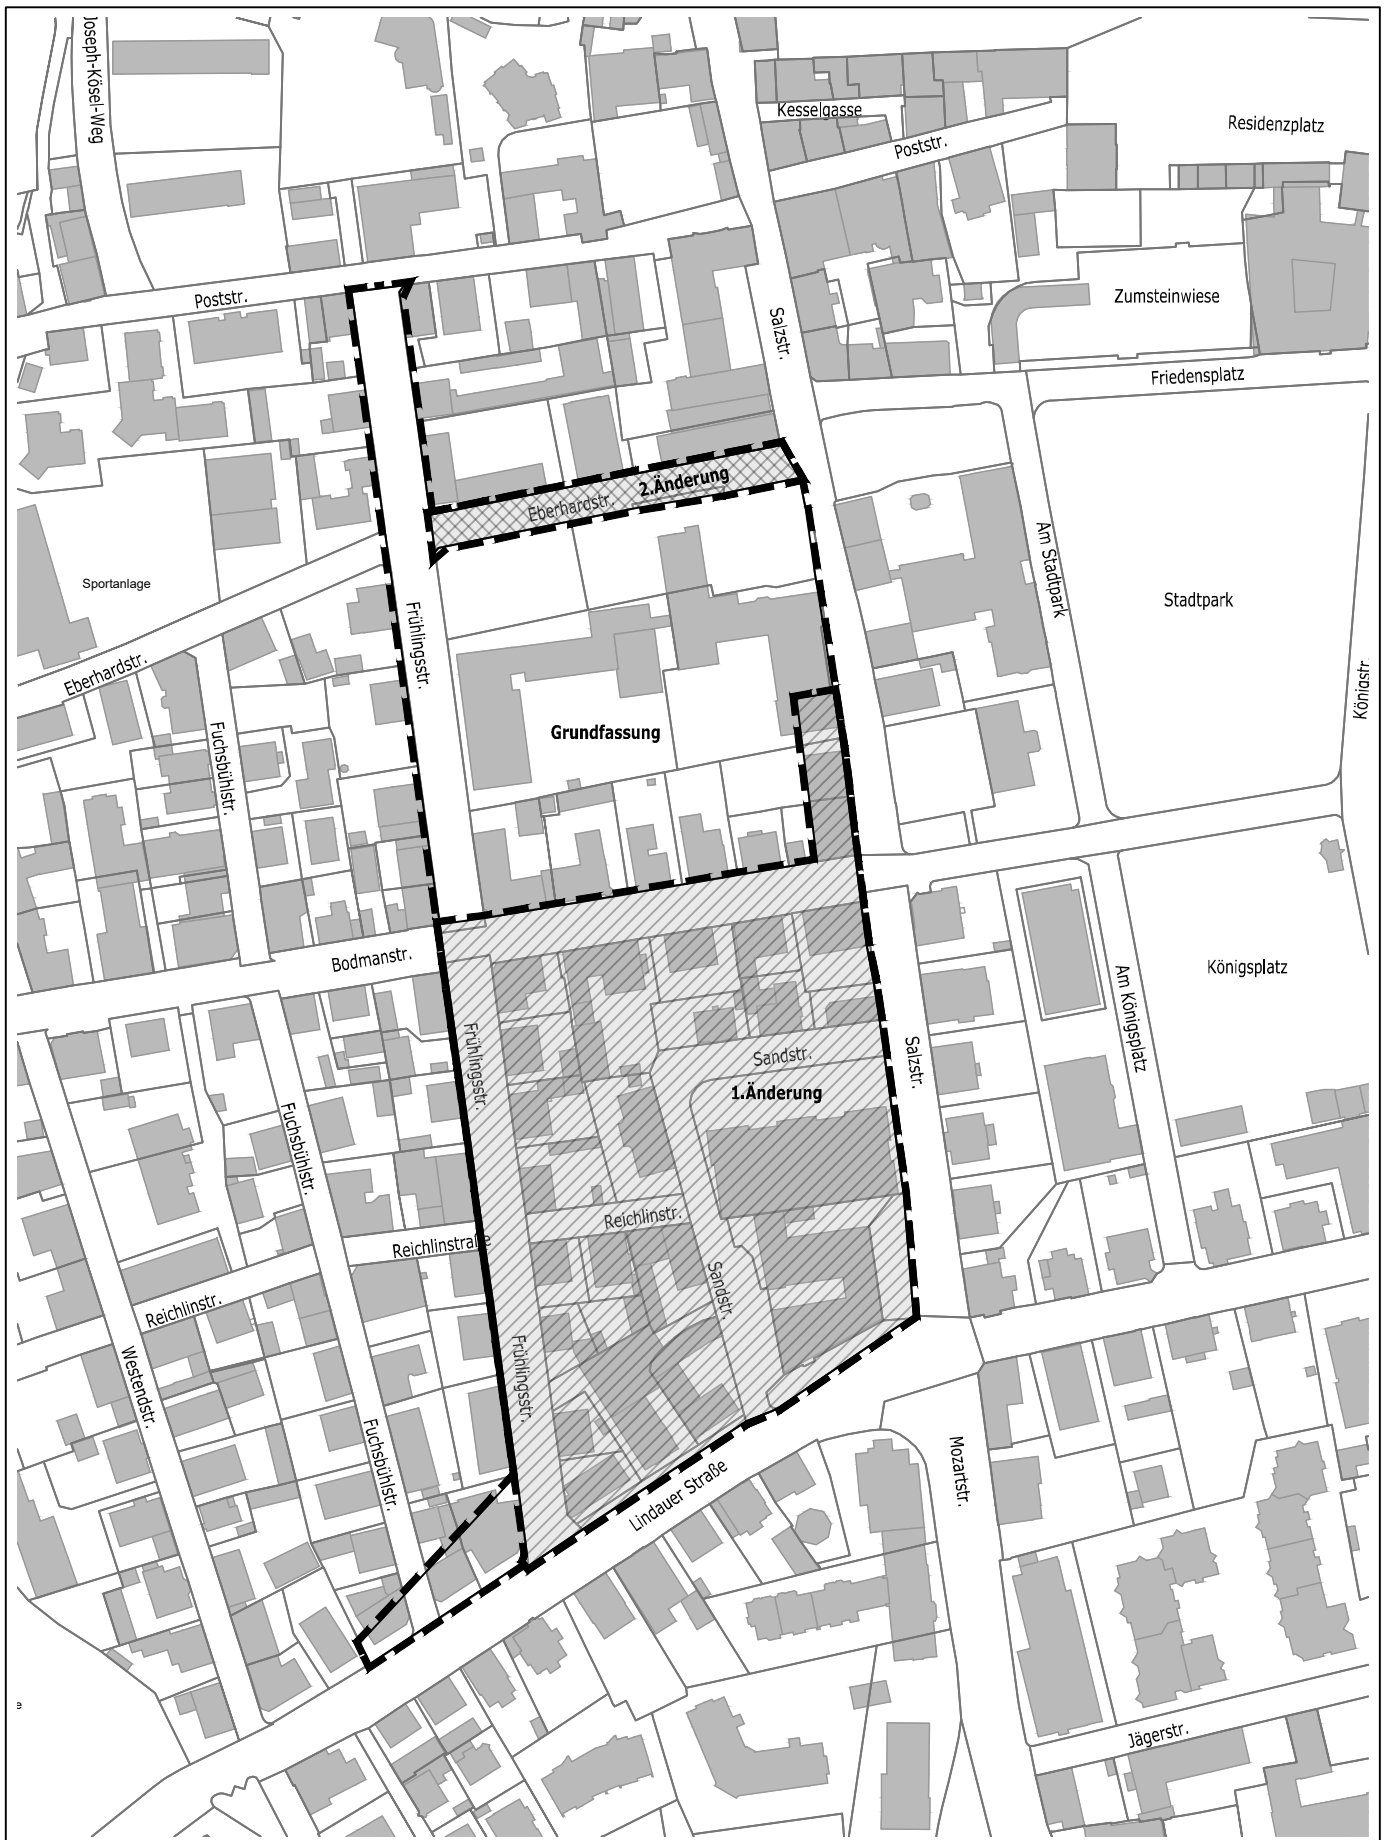 Joseph-Kösel-Weg
Kesselgasse
Residenzplatz
Poststr.
Poststr.
Zumsteinwiese
Salzstr.
Friedensplatz
2.Änderung
Eberhardstr.
Am Stadtpark
Sportanlage
Stadtpark
Frühlingsstr.
Eberhardstr.
Königstr.
Grundfassung
Fuchsbühlstr.
Bodmanstr.
Königsplatz
Am Königsplatz
Frühlingsstr.
Sandstr.
Salzstr.
1.Änderung
Fuchsbühlstr.
Reichlinstr.
Reichlinstraße
Sandstr.
Reichlinstr.
Frühlingsstr.
Westendstr.
Fuchsbühlstr.
Mozartstr.
Lindauer Straße
e
Jägerstr.